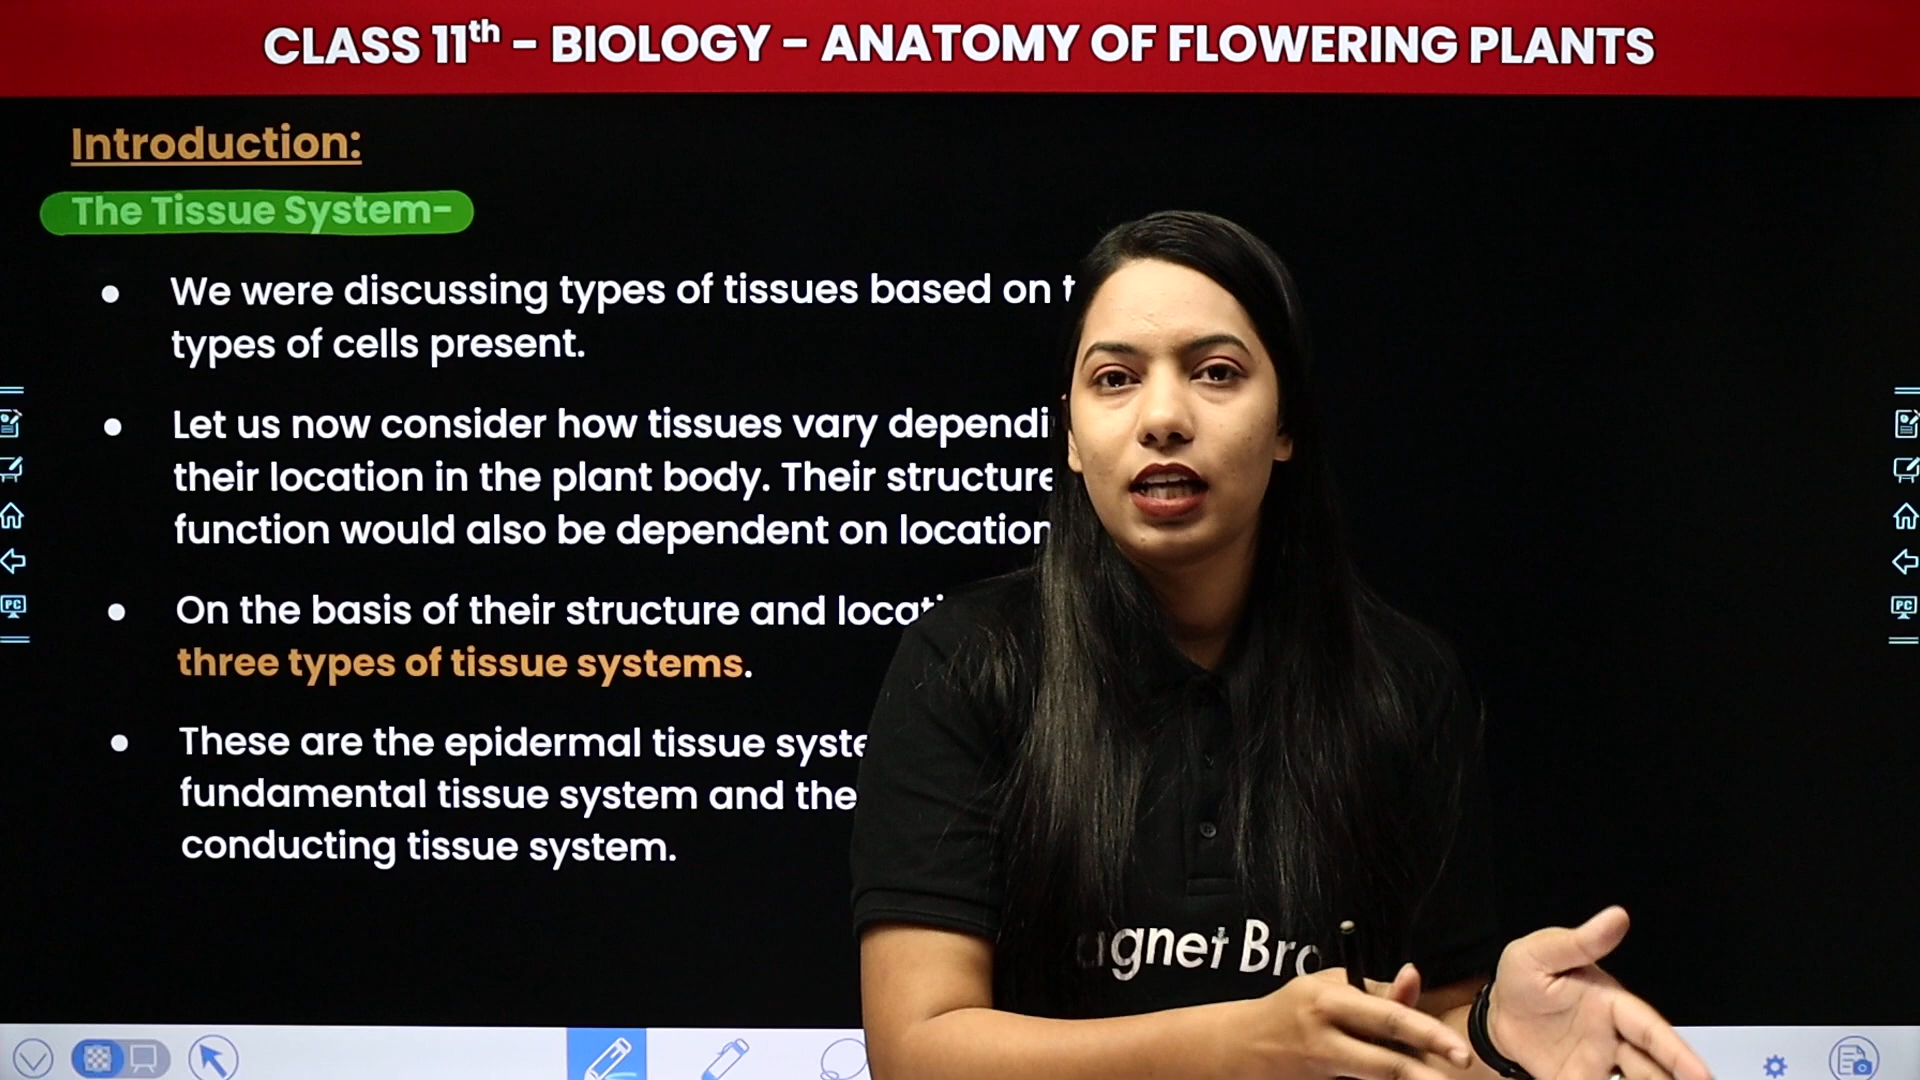 CLASS 11th - BIOLOGY - ANATOMY OF FLOWERING PLANTS
Introduction:
The Tissue System-
• We were discussing types of tissues based on
types of cells present.
• Let us now consider how tissues vary
their location in the plant body. Their structure
function would also be dependent on location
• On the basis of their structure and
three types of tissue systems.
• These are the epidermal tissue
fundamental tissue system and the
conducting tissue system.
PC
PC